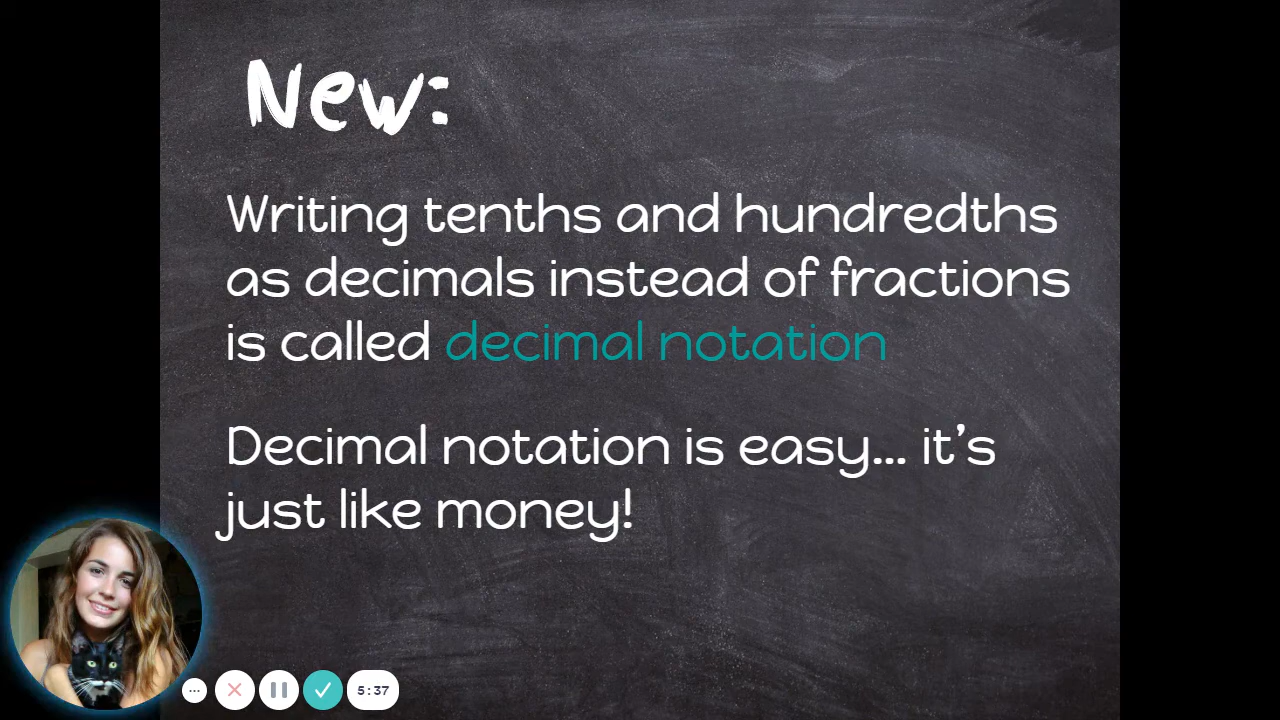 New:
Writing tenths and hundredths
as decimals instead of fractions
is called decimal notation
Decimal notation is easy... it's
just like money!
5:37